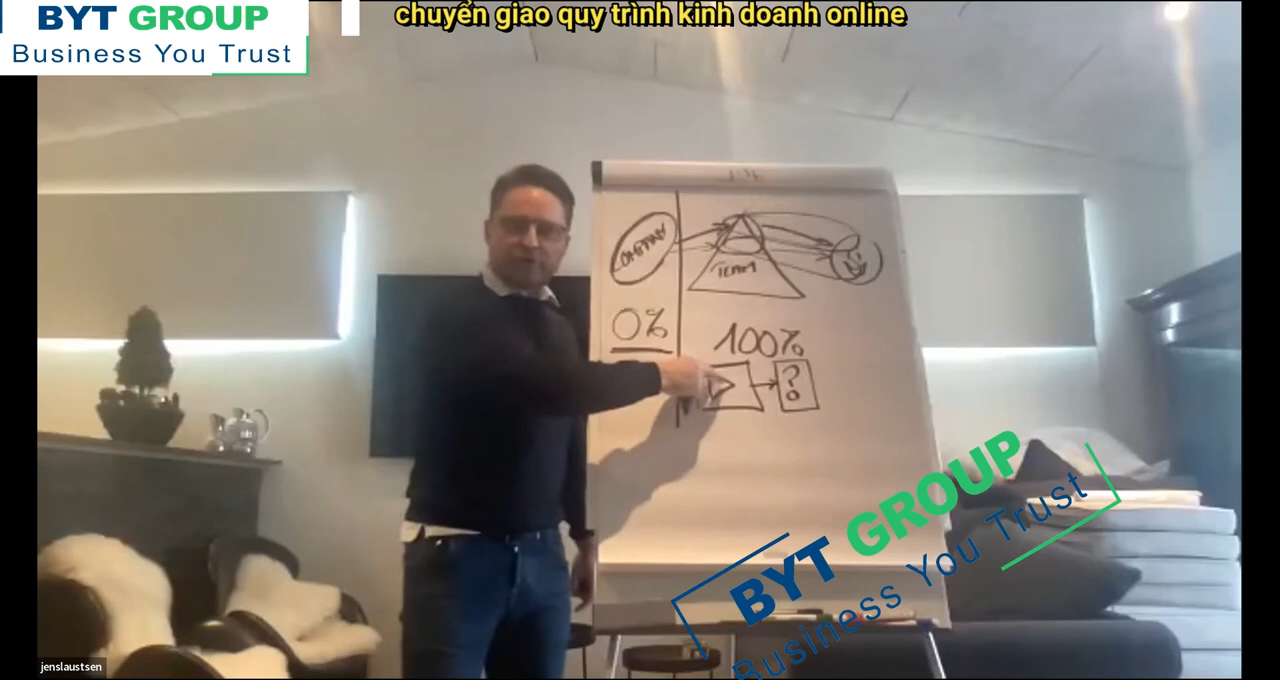 BYT GROUP
Business You Trust
chuyển giao quy trình kinh doanh online
COMPANY
TEAM
0%
100%
?
BYT GROUP
Business You Trust
jenslaustsen